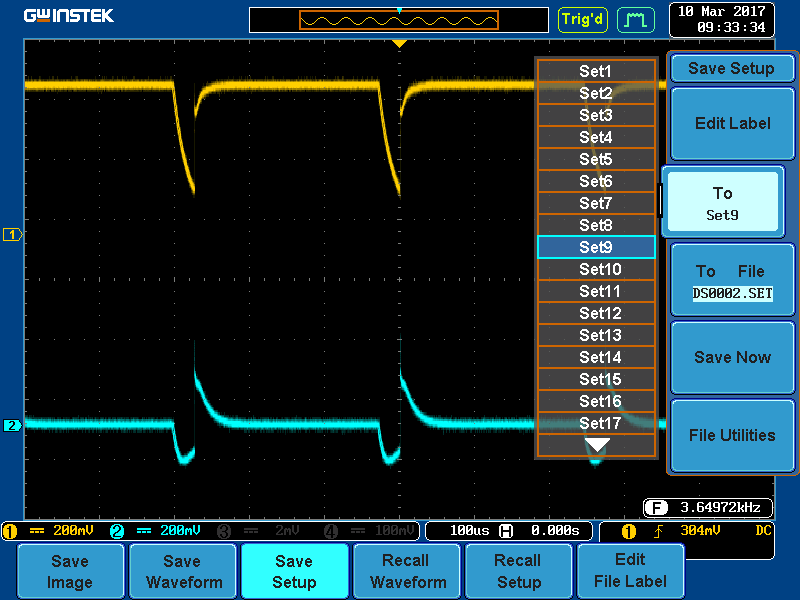 GWINSTEK
Trig'd
10 Mar 2017
09:33:34
Set1
Set2
Set3
Set4
Set5
Set6
Set7
Set8
Set9
Set10
Set11
Set12
Set13
Set14
Set15
Set16
Set17
Save Setup
Edit Label
To
Set9
To File
DS0002.SET
Save Now
File Utilities
1
2
F 3.64972kHz
1 200mV 2 200mV 3 2mV 4 100mV
100us H 0.000s
1 304mV DC
Save
Image
Save
Waveform
Save
Setup
Recall
Waveform
Recall
Setup
Edit
File Label